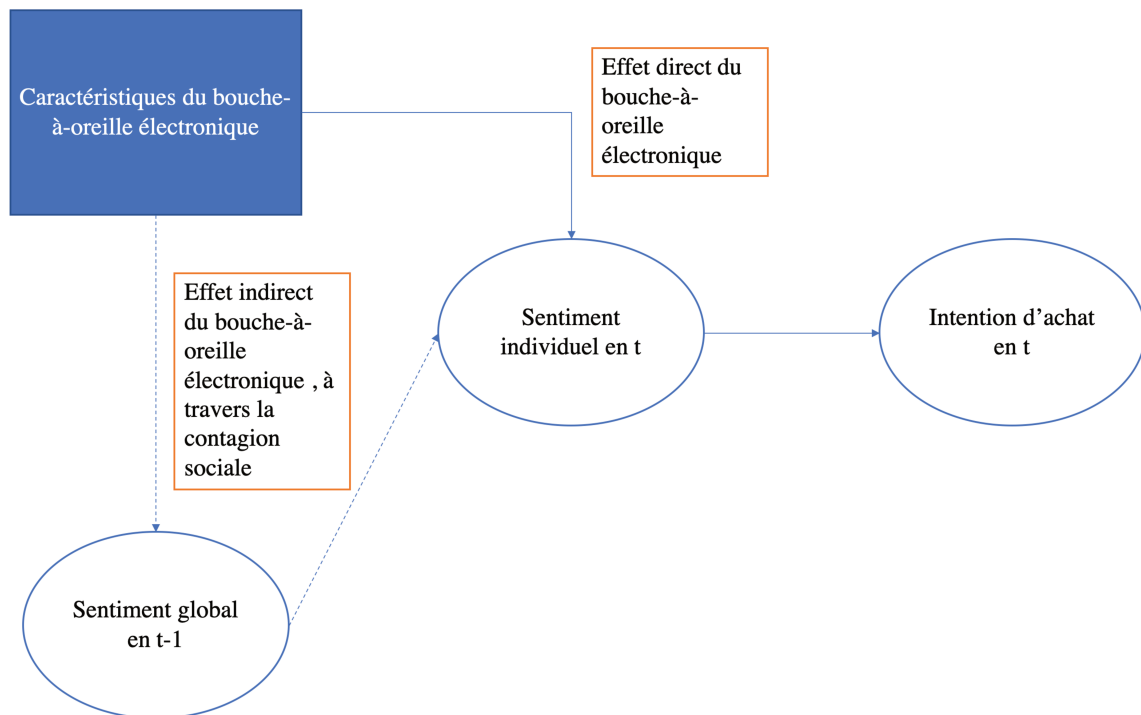 Caractéristiques du bouche-
à-oreille électronique
Effet direct du
bouche-à-
oreille
électronique
Effet indirect
du bouche-à-
oreille
électronique , à
travers la
contagion
sociale
Sentiment
individuel en t
Intention d’achat
en t
Sentiment global
en t-1